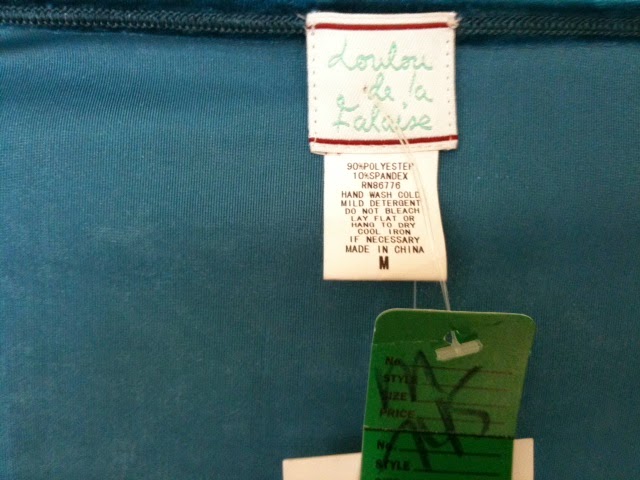 Loulou
de la
Falaise
90%POLYESTER
10%SPANDEX
RN86776
HAND WASH COLD
MILD DETERGENT
DO NOT BLEACH
LAY FLAT OR
HANG TO DRY
COOL IRON
IF NECESSARY
MADE IN CHINA
M
No.
STYLE
SIZE
PRICE
No.
STYLE